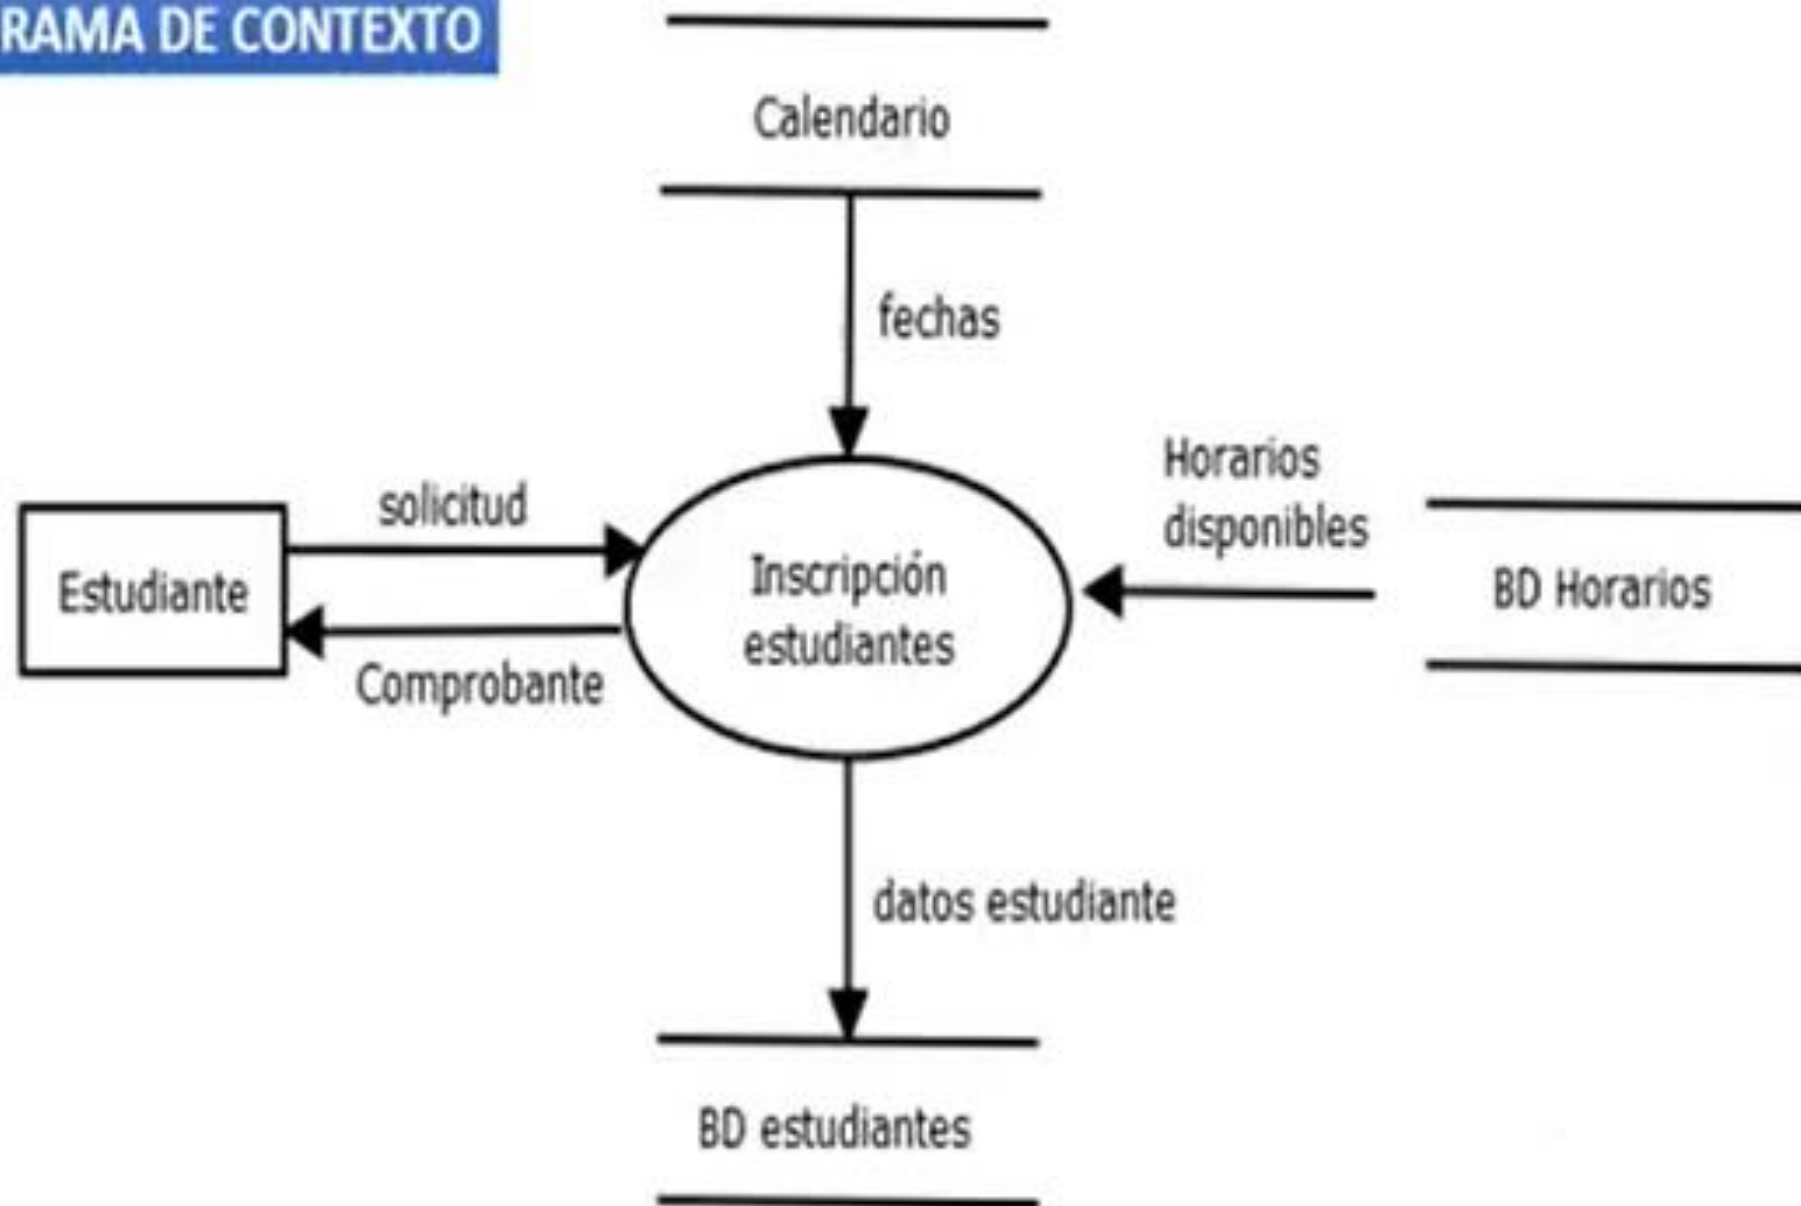 RAMA DE CONTEXTO
Calendario
fechas
Horarios
disponibles
solicitud
Estudiante
Inscripción
estudiantes
BD Horarios
Comprobante
datos estudiante
BD estudiantes